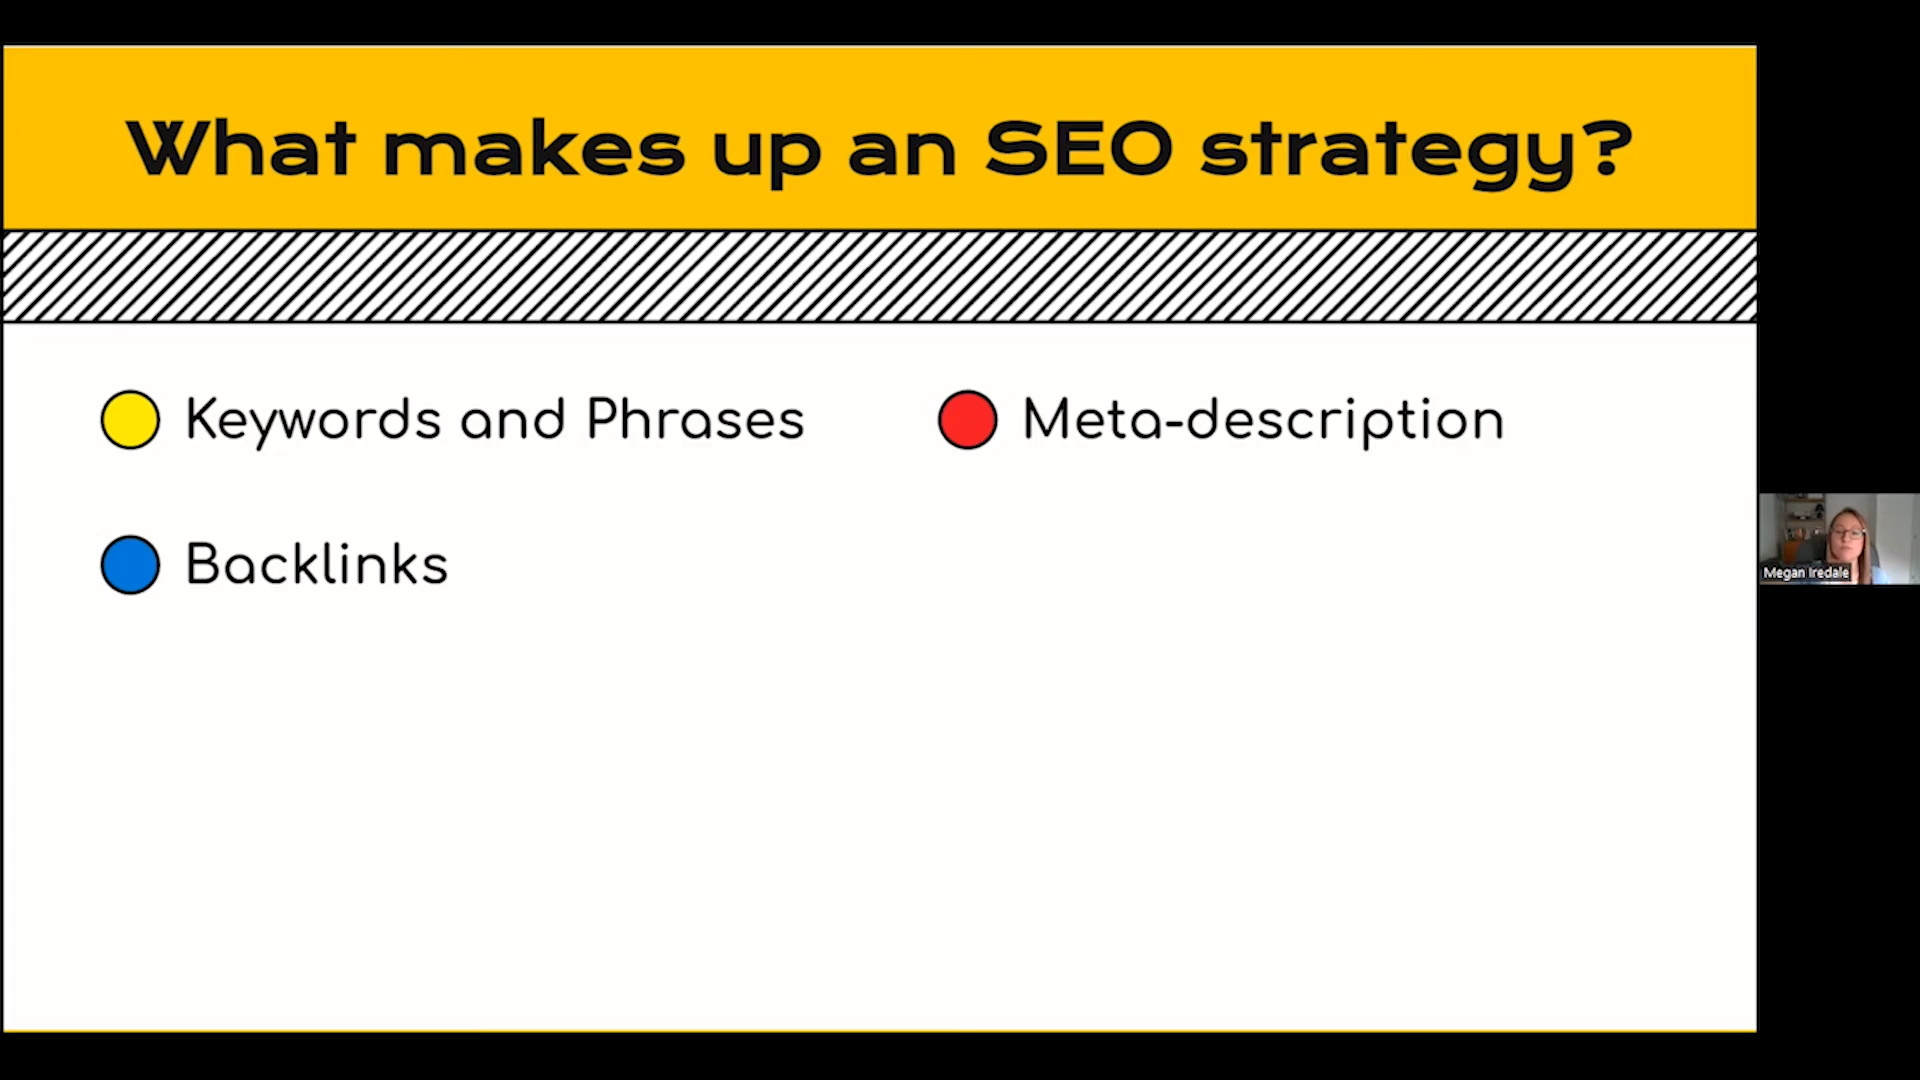 What makes up an SEO strategy?
Keywords and Phrases
Meta-description
Backlinks
Megan Iredale